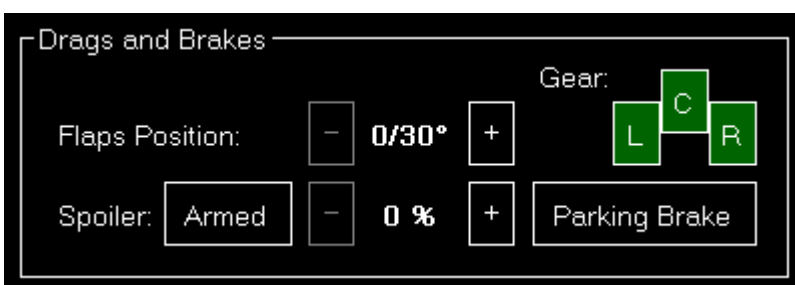 Drags and Brakes
Gear:
C
Flaps Position: − 0/30° + L R
Spoiler: Armed − 0 % + Parking Brake